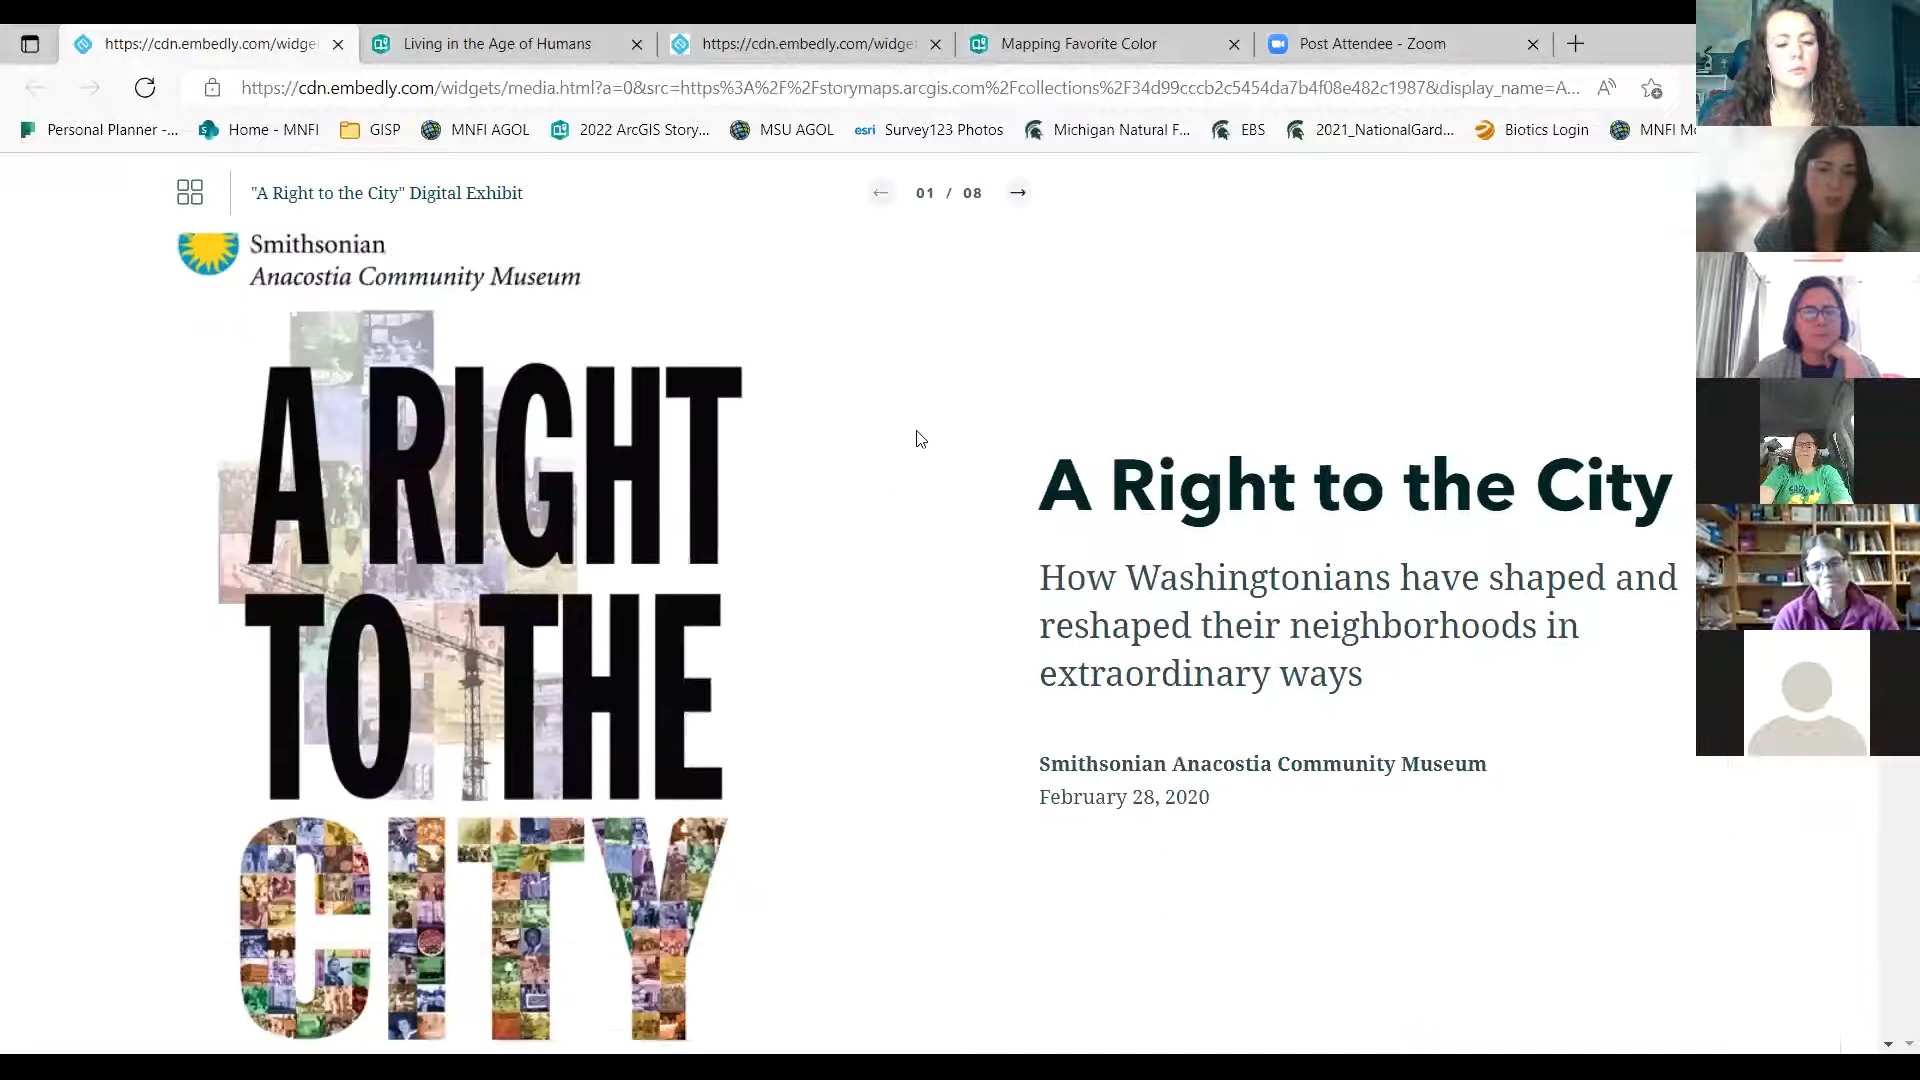 https://cdn.embedly.com/widge
Living in the Age of Humans
https://cdn.embedly.com/widge
Mapping Favorite Color
Post Attendee - Zoom
https://cdn.embedly.com/widgets/media.html?a=0&src=https%3A%2F%2Fstorymaps.arcgis.com%2Fcollections%2F34d99cccb2c5454da7b4f08e482c1987&display_name=A...
Personal Planner -...
Home - MNFI
GISP
MNFI AGOL
2022 ArcGIS Story...
MSU AGOL
esri Survey123 Photos
Michigan Natural F...
EBS
2021_NationalGard...
Biotics Login
MNFI Mo
"A Right to the City" Digital Exhibit
01 / 08
Smithsonian
Anacostia Community Museum
A RIGHT
TO THE
CITY
A Right to the City
How Washingtonians have shaped and
reshaped their neighborhoods in
extraordinary ways
Smithsonian Anacostia Community Museum
February 28, 2020